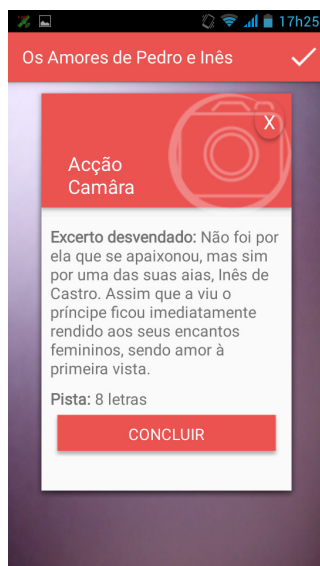 17h25
Os Amores de Pedro e Inês
X
Acção
Camâra
Excerto desvendado: Não foi por
ela que se apaixonou, mas sim
por uma das suas aias, Inês de
Castro. Assim que a viu o
príncipe ficou imediatamente
rendido aos seus encantos
femininos, sendo amor à
primeira vista.
Pista: 8 letras
CONCLUIR